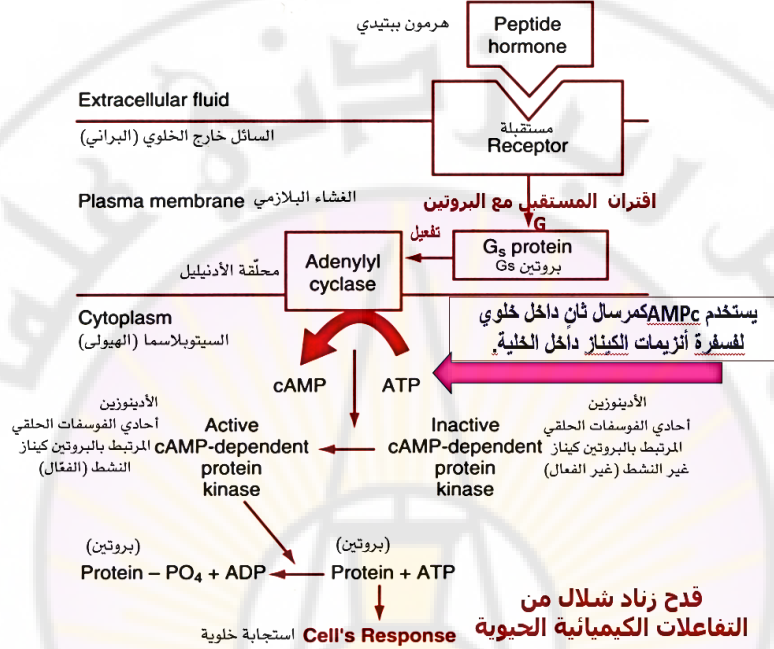 Peptide
hormone
هرمون ببتيدي
Extracellular fluid
السائل خارج الخلوي (البراني)
مستقبلة
Receptor
Plasma membrane الغشاء البلازمي
اقتران المستقبل مع البروتين
G
تفعيل
Gs protein
بروتين Gs
Adenylyl
cyclase
محلّقة الأدنيليل
Cytoplasm
السيتوبلاسما (الهيولى)
يستخدم AMPcكمرسال ثانٍ داخل خلوي
لفسفرة أنزيمات الكيناز داخل الخلية.
cAMP
ATP
الأدينوزين
أحادي الفوسفات الحلقي
المرتبط بالبروتين كيناز
النشط (الفعّال)
Active
cAMP-dependent
protein
kinase
Inactive
cAMP-dependent
protein
kinase
الأدينوزين
أحادي الفوسفات الحلقي
المرتبط بالبروتين كيناز
غير النشط (غير الفعال)
(بروتين)
Protein – PO4 + ADP
(بروتين)
Protein + ATP
استجابة خلوية Cell's Response
قدح زناد شلال من
التفاعلات الكيميائية الحيوية